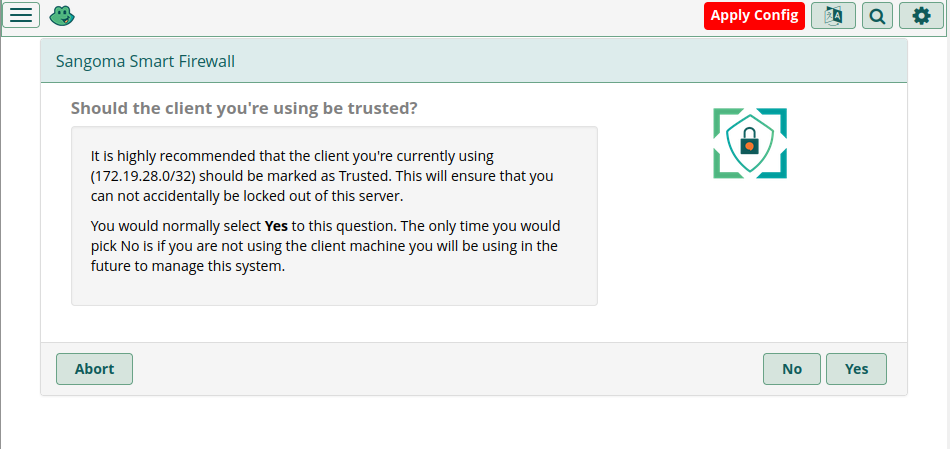 Apply Config
Sangoma Smart Firewall
Should the client you're using be trusted?
It is highly recommended that the client you're currently using
(172.19.28.0/32) should be marked as Trusted. This will ensure that you
can not accidentally be locked out of this server.
You would normally select Yes to this question. The only time you would
pick No is if you are not using the client machine you will be using in the
future to manage this system.
Abort
No
Yes